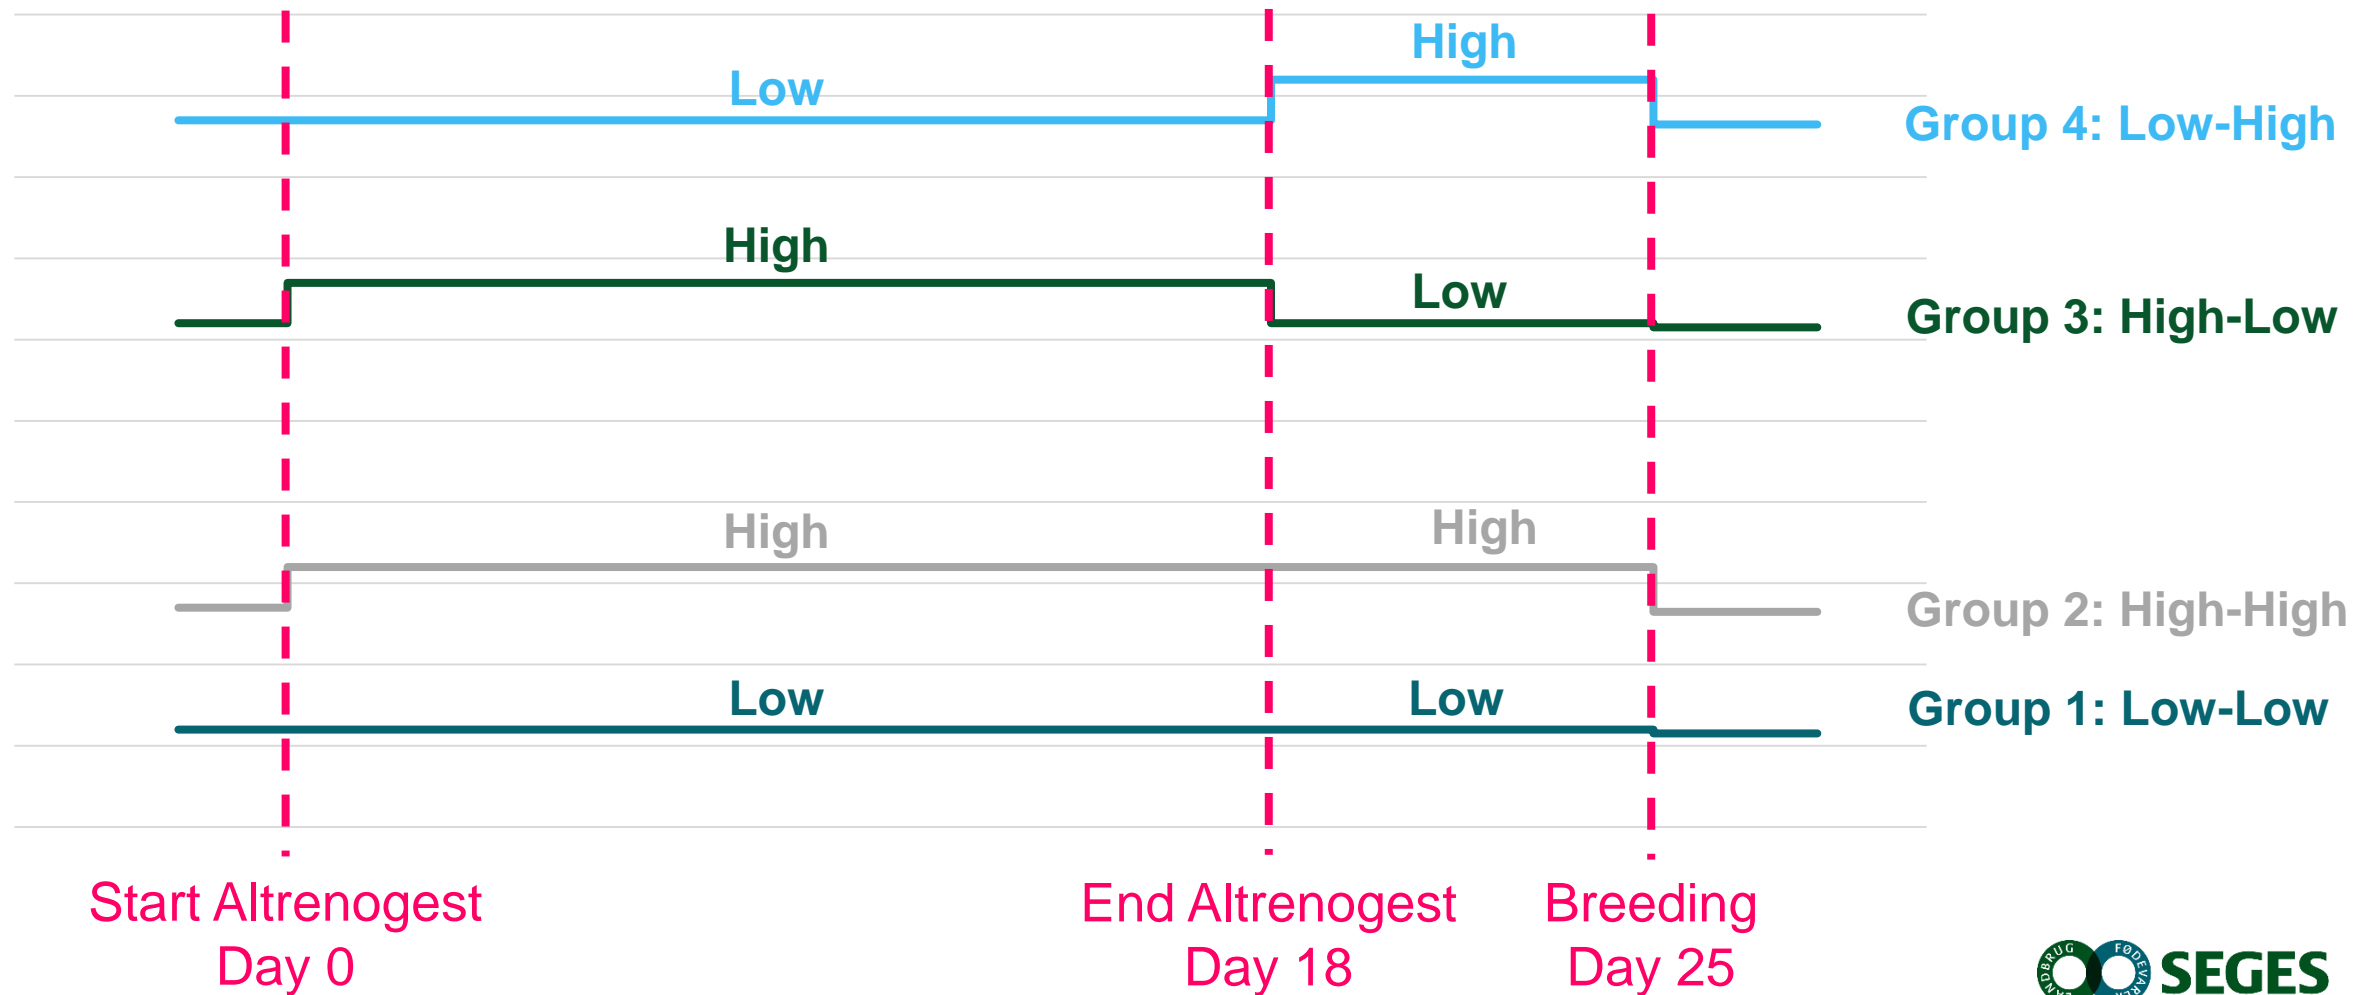 High
Low
Group 4: Low-High
High
Low
Group 3: High-Low
High
High
Group 2: High-High
Low
Low
Group 1: Low-Low
Start Altrenogest
Day 0
End Altrenogest
Day 18
Breeding
Day 25
SEGES